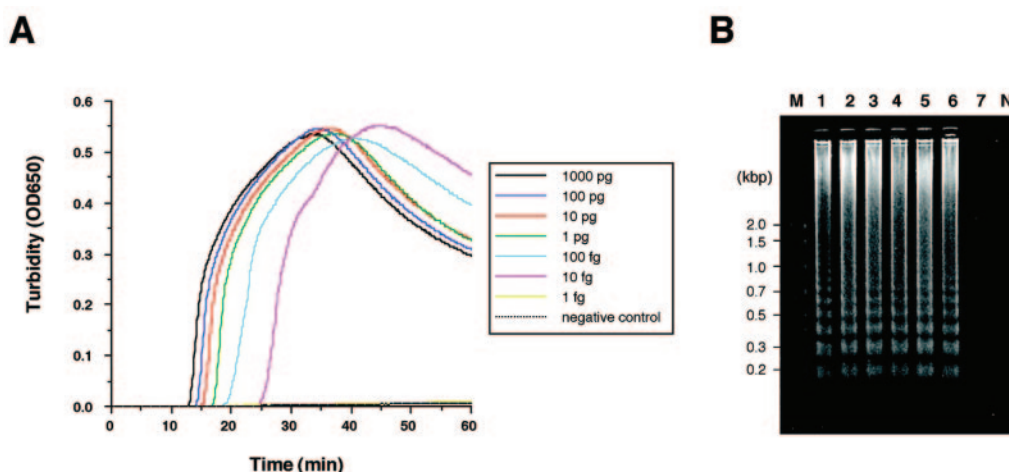 A
Turbidity (OD650)
0.6
0.5
0.4
0.3
0.2
0.1
0.0
0 10 20 30 40 50 60
Time (min)
1000 pg
100 pg
10 pg
1 pg
100 fg
10 fg
1 fg
negative control
B
M 1 2 3 4 5 6 7 N
(kbp)
2.0
1.5
1.0
0.7
0.5
0.3
0.2